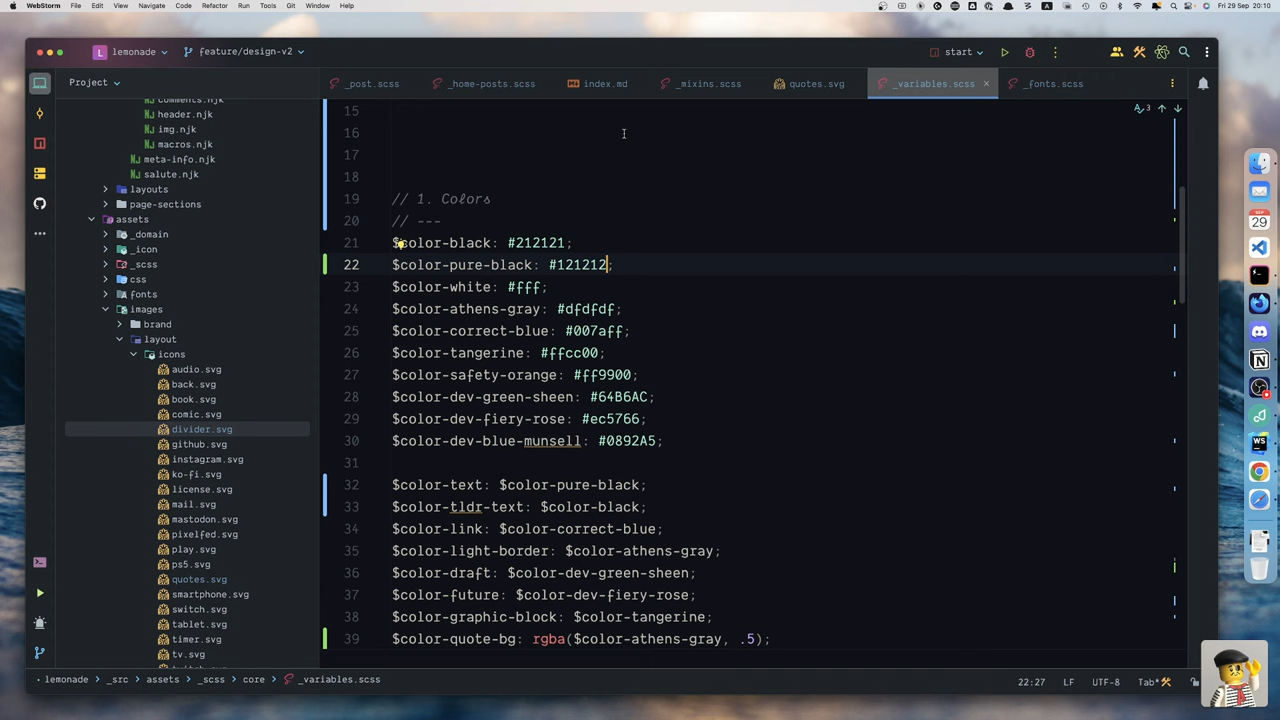 WebStorm File Edit View Navigate Code Refactor Run Tools Git Window Help Fri 29 Sep 20:10
L lemonade feature/design-v2 start
Project
_post.scss _home-posts.scss index.md _mixins.scss quotes.svg _variables.scss _fonts.scss
comments.njk
header.njk
img.njk
macros.njk
meta-info.njk
salute.njk
layouts
page-sections
assets
_domain
_icon
_scss
css
fonts
images
brand
layout
icons
audio.svg
back.svg
book.svg
comic.svg
divider.svg
github.svg
instagram.svg
ko-fi.svg
license.svg
mail.svg
mastodon.svg
pixelfed.svg
play.svg
ps5.svg
quotes.svg
smartphone.svg
switch.svg
tablet.svg
timer.svg
tv.svg
3
15
16
17
18
19 // 1. Colors
20 // ---
21 $color-black: #212121;
22 $color-pure-black: #121212;
23 $color-white: #fff;
24 $color-athens-gray: #dfdfdf;
25 $color-correct-blue: #007aff;
26 $color-tangerine: #ffcc00;
27 $color-safety-orange: #ff9900;
28 $color-dev-green-sheen: #64B6AC;
29 $color-dev-fiery-rose: #ec5766;
30 $color-dev-blue-munsell: #0892A5;
31
32 $color-text: $color-pure-black;
33 $color-tldr-text: $color-black;
34 $color-link: $color-correct-blue;
35 $color-light-border: $color-athens-gray;
36 $color-draft: $color-dev-green-sheen;
37 $color-future: $color-dev-fiery-rose;
38 $color-graphic-block: $color-tangerine;
39 $color-quote-bg: rgba($color-athens-gray, .5);
lemonade _src assets _scss core _variables.scss
22:27 LF UTF-8 Tab*
SEP
29
WS